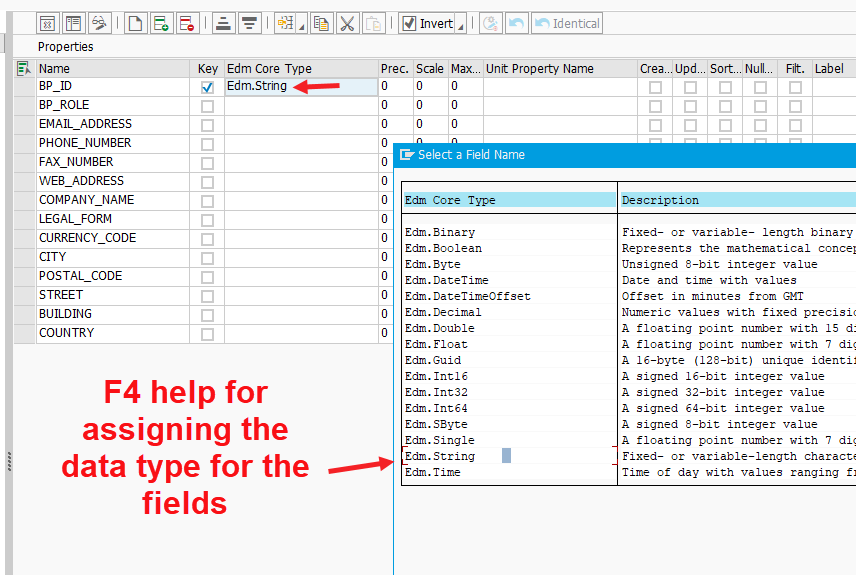 Invert
Identical
Properties
Name Key Edm Core Type Prec. Scale Max... Unit Property Name Crea... Upd... Sort... Null... Filt. Label
BP_ID Edm.String 0 0 0
BP_ROLE 0 0 0
EMAIL_ADDRESS 0 0 0
PHONE_NUMBER 0 0 0
FAX_NUMBER 0
WEB_ADDRESS 0
COMPANY_NAME 0
LEGAL_FORM 0
CURRENCY_CODE 0
CITY 0
POSTAL_CODE 0
STREET 0
BUILDING 0
COUNTRY 0
Select a Field Name
Edm Core Type Description
Edm.Binary Fixed- or variable- length binary
Edm.Boolean Represents the mathematical concep
Edm.Byte Unsigned 8-bit integer value
Edm.DateTime Date and time with values
Edm.DateTimeOffset Offset in minutes from GMT
Edm.Decimal Numeric values with fixed precisio
Edm.Double A floating point number with 15 di
Edm.Float A floating point number with 7 dig
Edm.Guid A 16-byte (128-bit) unique identif
Edm.Int16 A signed 16-bit integer value
Edm.Int32 A signed 32-bit integer value
Edm.Int64 A signed 64-bit integer value
Edm.SByte A signed 8-bit integer value
Edm.Single A floating point number with 7 dig
Edm.String Fixed- or variable-length characte
Edm.Time Time of day with values ranging fr
F4 help for
assigning the
data type for the
fields